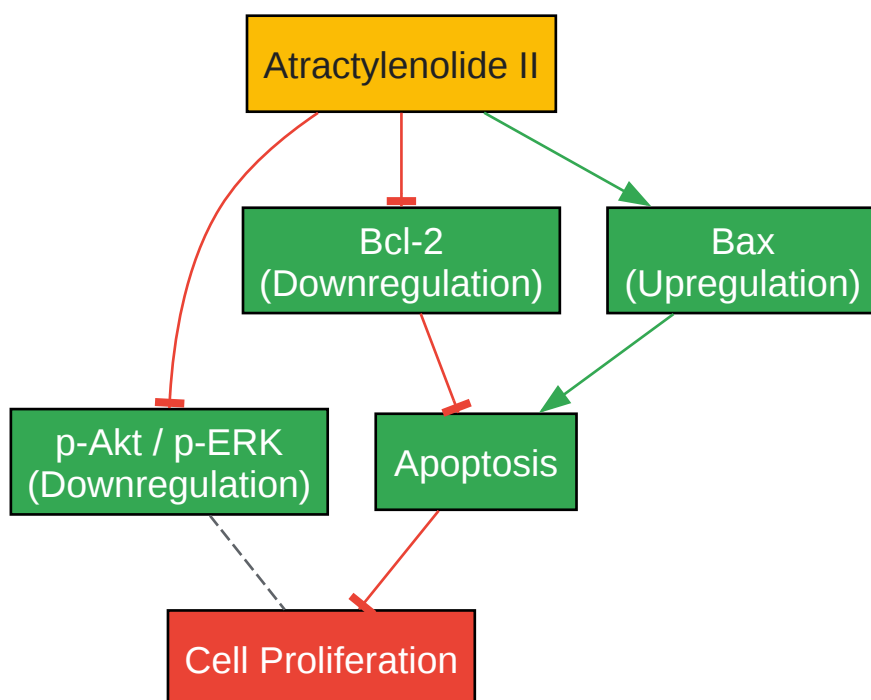 Atractylenolide II
Bcl-2
(Downregulation)
Bax
(Upregulation)
p-Akt / p-ERK
(Downregulation)
Apoptosis
Cell Proliferation